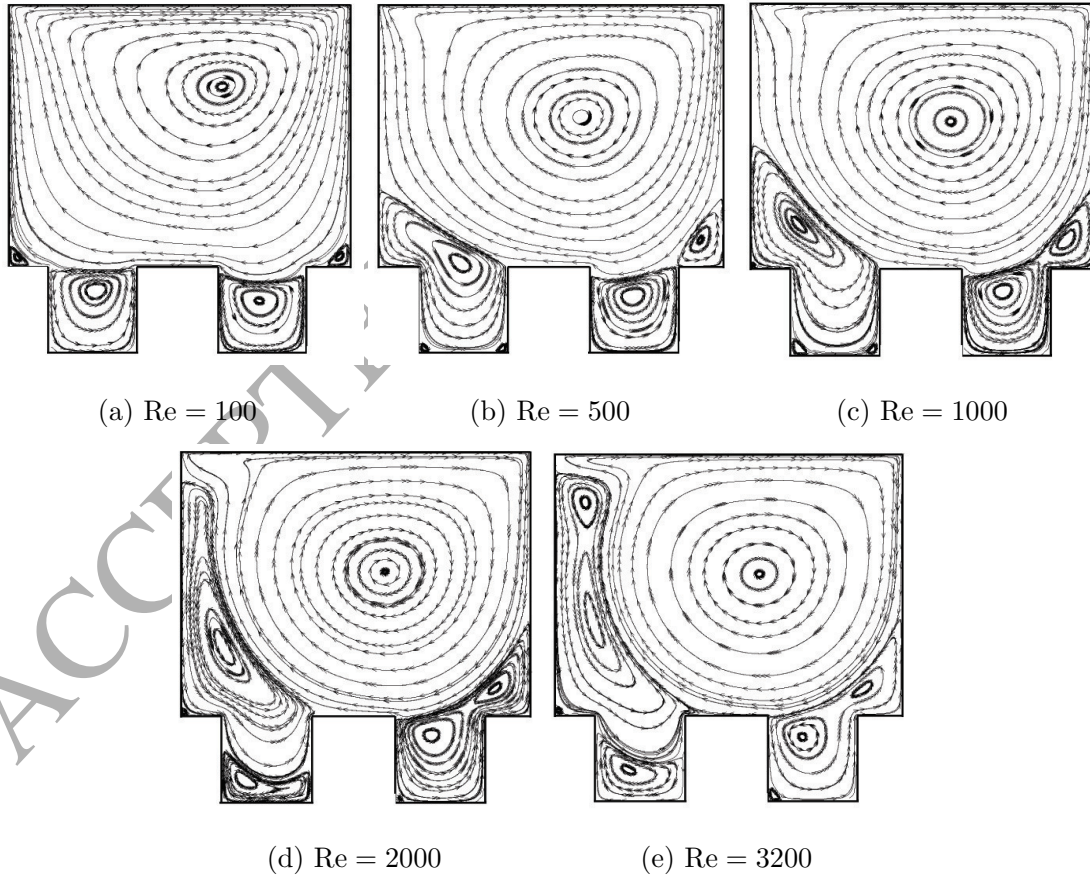 (a) Re = 100
(b) Re = 500
(c) Re = 1000
(d) Re = 2000
(e) Re = 3200